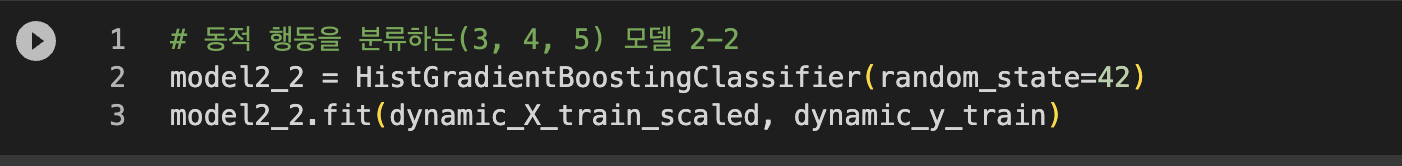 1 # 동적 행동을 분류하는(3, 4, 5) 모델 2-2
2 model2_2 = HistGradientBoostingClassifier(random_state=42)
3 model2_2.fit(dynamic_X_train_scaled, dynamic_y_train)